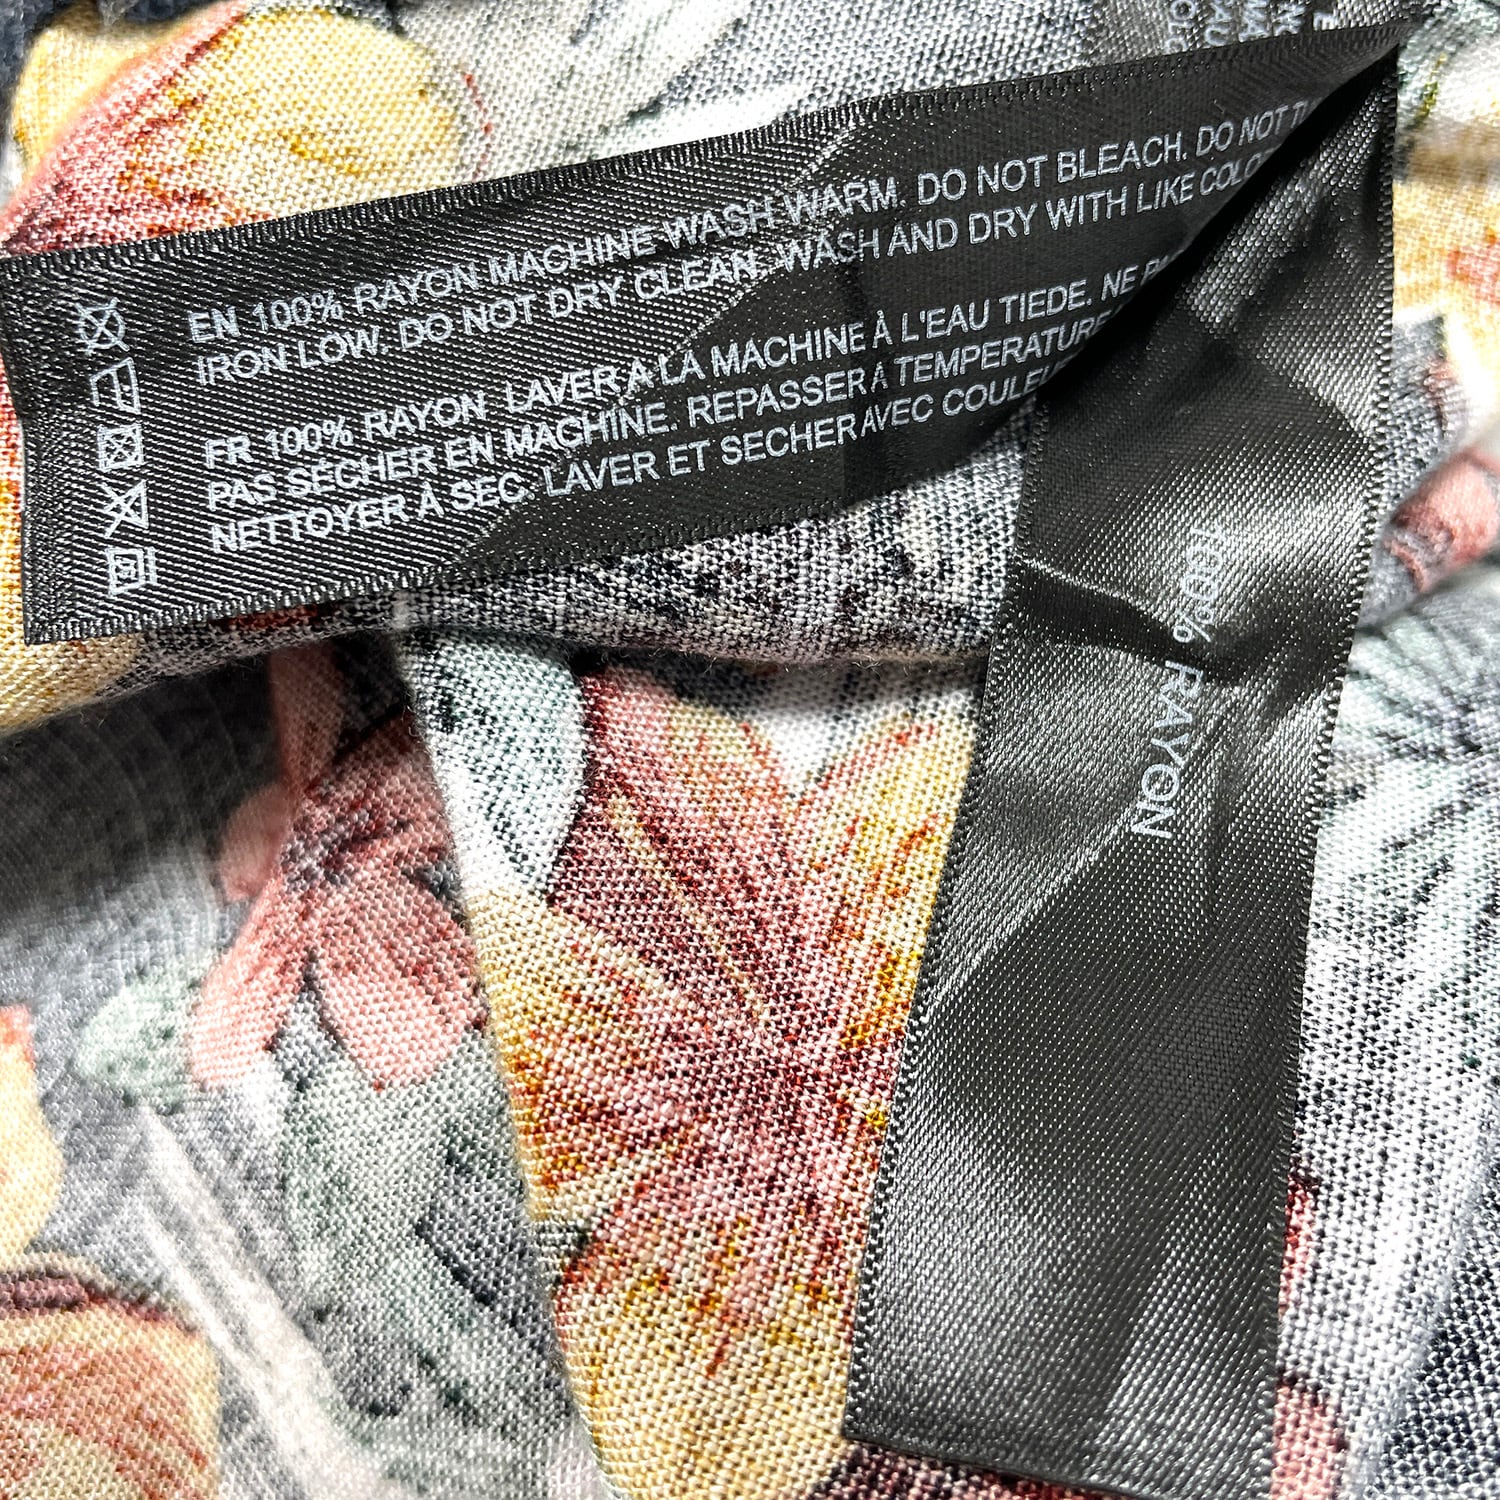 EN 100% RAYON MACHINE WASH WARM. DO NOT BLEACH. DO NOT
IRON LOW. DO NOT DRY CLEAN. WASH AND DRY WITH LIKE
FR 100% RAYON LAVER A LA MACHINE À L'EAU TIEDE. NE
PAS SÉCHER EN MACHINE. REPASSER A TEMPERATURE
NETTOYER À SEC. LAVER ET SECHER AVEC
100% RAYON